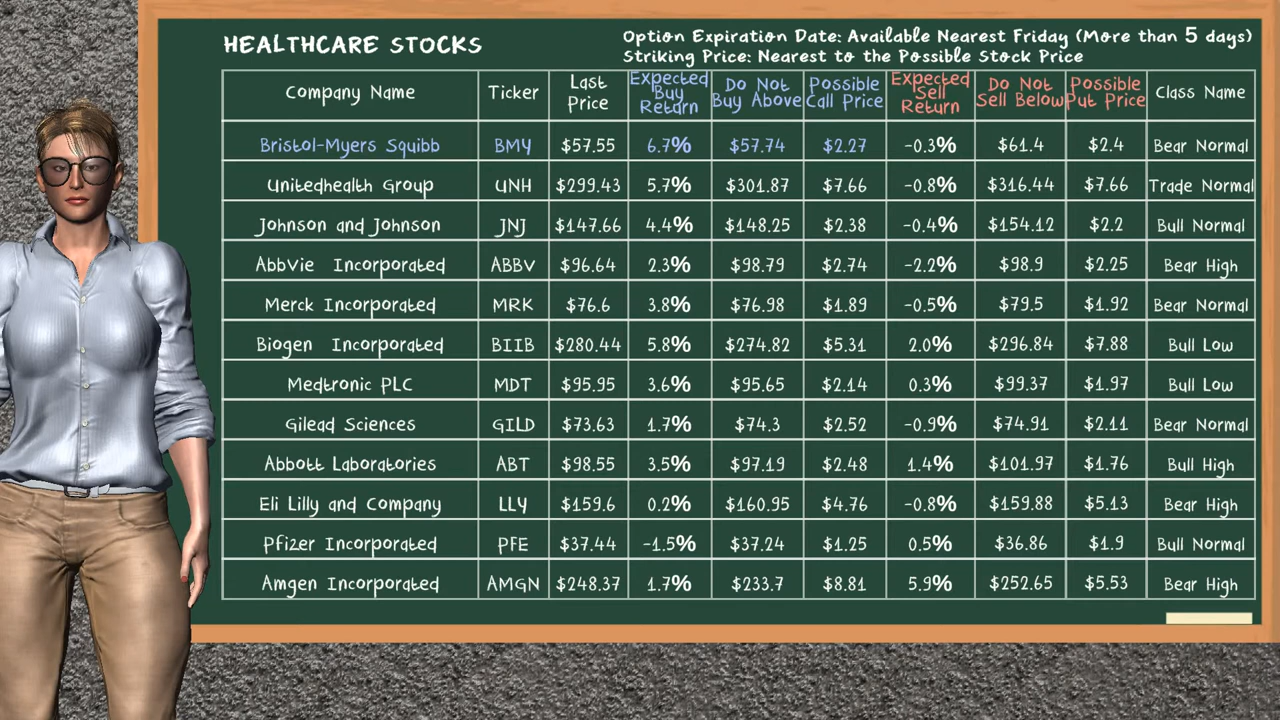 HEALTHCARE STOCKS
Option Expiration Date: Available Nearest Friday (More than 5 days)
Striking Price: Nearest to the Possible Stock Price
Company Name Ticker Last Price Expected Buy Return Do Not Buy Above Possible Call Price Expected Sell Return Do Not Sell Below Possible Put Price Class Name
Bristol-Myers Squibb BMY $57.55 6.7% $57.74 $2.27 -0.3% $61.4 $2.4 Bear Normal
Unitedhealth Group UNH $299.43 5.7% $301.87 $7.66 -0.8% $316.44 $7.66 Trade Normal
Johnson and Johnson JNJ $147.66 4.4% $148.25 $2.38 -0.4% $154.12 $2.2 Bull Normal
AbbVie Incorporated ABBV $96.64 2.3% $98.79 $2.74 -2.2% $98.9 $2.25 Bear High
Merck Incorporated MRK $76.6 3.8% $76.98 $1.89 -0.5% $79.5 $1.92 Bear Normal
Biogen Incorporated BIIB $280.44 5.8% $274.82 $5.31 2.0% $296.84 $7.88 Bull Low
Medtronic PLC MDT $95.95 3.6% $95.65 $2.14 0.3% $99.37 $1.97 Bull Low
Gilead Sciences GILD $73.63 1.7% $74.3 $2.52 -0.9% $74.91 $2.11 Bear Normal
Abbott Laboratories ABT $98.55 3.5% $97.19 $2.48 1.4% $101.97 $1.76 Bull High
Eli Lilly and Company LLY $159.6 0.2% $160.95 $4.76 -0.8% $159.88 $5.13 Bear High
Pfizer Incorporated PFE $37.44 -1.5% $37.24 $1.25 0.5% $36.86 $1.9 Bull Normal
Amgen Incorporated AMGN $248.37 1.7% $233.7 $8.81 5.9% $252.65 $5.53 Bear High